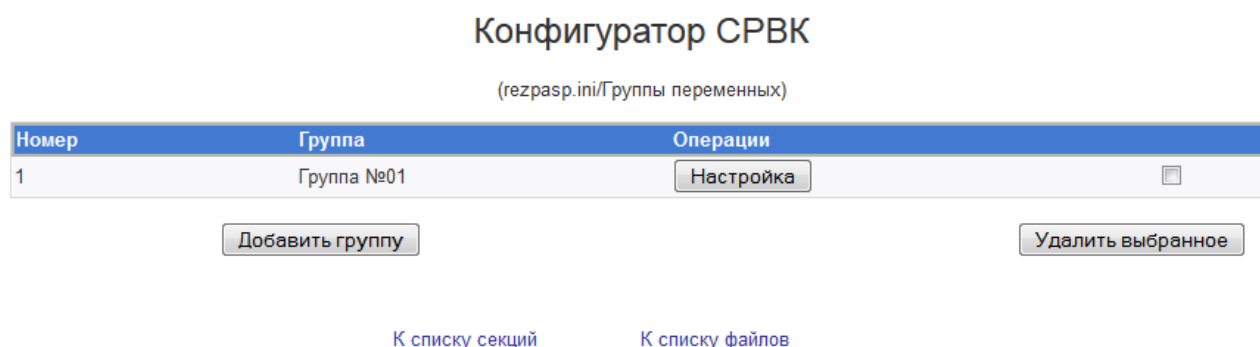 Конфигуратор СРВК
(rezpasp.ini/Группы переменных)
Номер Группа Операции
1 Группа №01 Настройка
Добавить группу Удалить выбранное
К списку секций К списку файлов